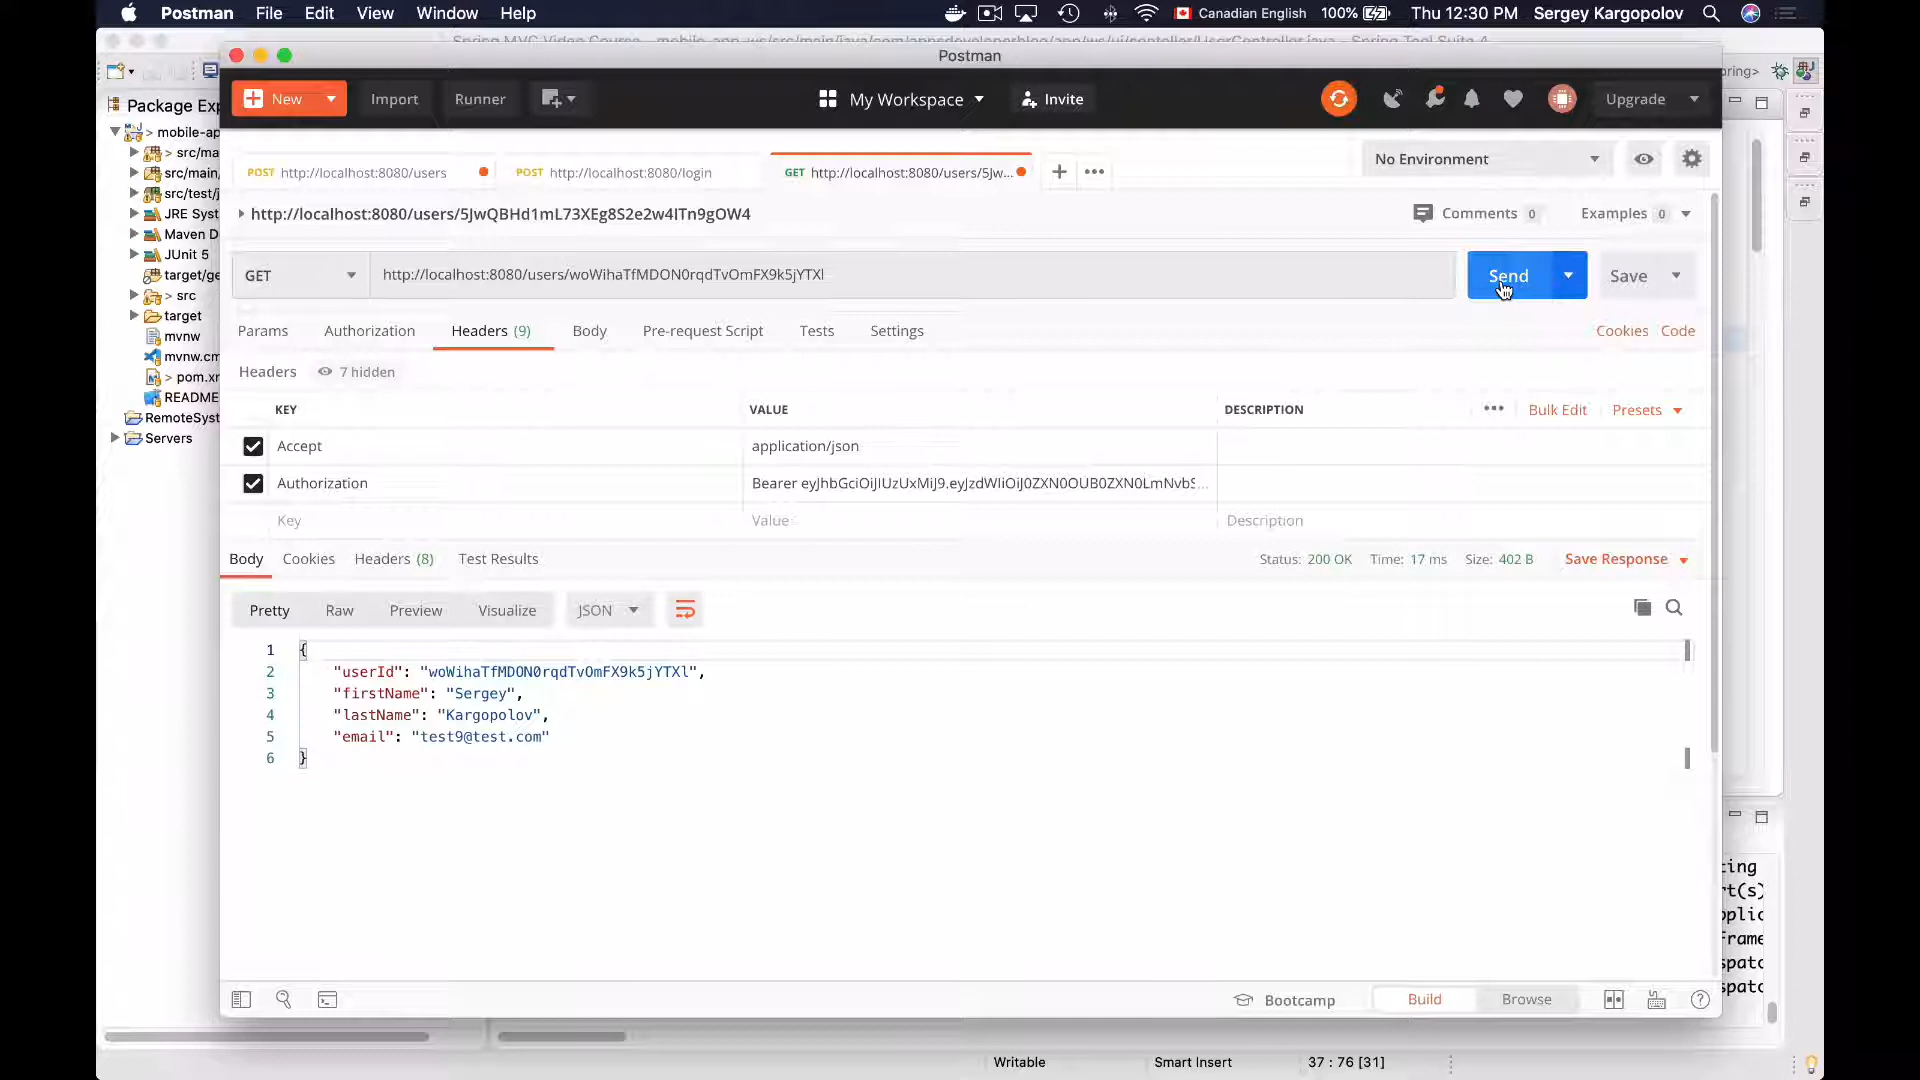 Postman File Edit View Window Help Canadian English 100% Thu 12:30 PM Sergey Kargopolov
Postman
New Import Runner My Workspace Invite Upgrade
Package Exp
> mobile-ap
> src/ma
src/main/
src/test/j
JRE Syst
Maven D
JUnit 5
target/ge
> src
target
mvnw
mvnw.cm
> pom.xm
README
RemoteSyst
Servers
ring>
POST http://localhost:8080/users POST http://localhost:8080/login GET http://localhost:8080/users/5Jw... + ••• No Environment
http://localhost:8080/users/5JwQBHd1mL73XEg8S2e2w4ITn9gOW4 Comments 0 Examples 0
GET http://localhost:8080/users/woWihaTfMDON0rqdTvOmFX9k5jYTXl Send Save
Params Authorization Headers (9) Body Pre-request Script Tests Settings Cookies Code
Headers 7 hidden
KEY VALUE DESCRIPTION ••• Bulk Edit Presets
Accept application/json
Authorization Bearer eyJhbGciOiJIUzUxMiJ9.eyJzdWIiOiJ0ZXN0OUB0ZXN0LmNvbS...
Key Value Description
Body Cookies Headers (8) Test Results Status: 200 OK Time: 17 ms Size: 402 B Save Response
Pretty Raw Preview Visualize JSON
1 {
2 "userId": "woWihaTfMDON0rqdTvOmFX9k5jYTXl",
3 "firstName": "Sergey",
4 "lastName": "Kargopolov",
5 "email": "test9@test.com"
6 }
ting
rt(s)
pplic
Frame
spatc
spatc
Bootcamp Build Browse
Writable Smart Insert 37 : 76 [31]